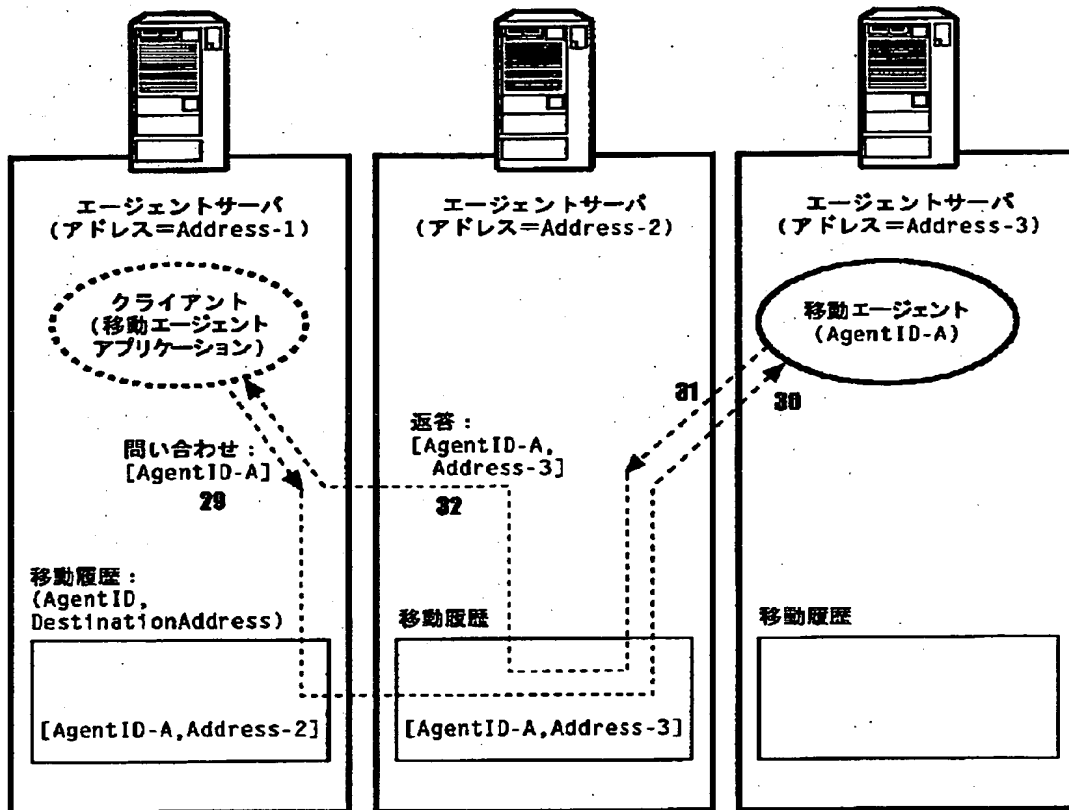 エージェントサーバ
(アドレス＝Address-1)
クライアント
(移動エージェント
アプリケーション)
問い合わせ：
[AgentID-A]
29
移動履歴：
(AgentID,
DestinationAddress)
[AgentID-A,Address-2]
エージェントサーバ
(アドレス＝Address-2)
返答：
[AgentID-A,
Address-3]
32
31
30
移動履歴
[AgentID-A,Address-3]
エージェントサーバ
(アドレス＝Address-3)
移動エージェント
(AgentID-A)
移動履歴